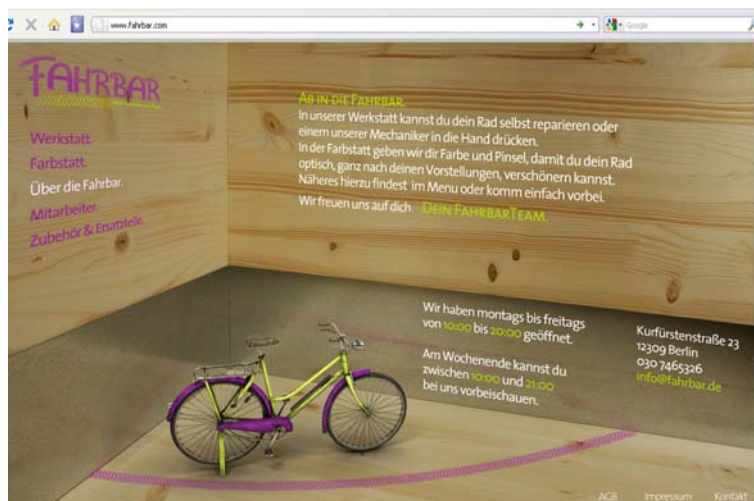 www.fahrbar.com
Google
FAHRBAR
Werkstatt.
Farbstatt.
Über die Fahrbar.
Mitarbeiter.
Zubehör & Ersatzteile.
AB IN DIE FAHRBAR.
In unserer Werkstatt kannst du dein Rad selbst reparieren oder
einem unserer Mechaniker in die Hand drücken.
In der Farbstatt geben wir dir Farbe und Pinsel, damit du dein Rad
optisch, ganz nach deinen Vorstellungen, verschönern kannst.
Näheres hierzu findest im Menu oder komm einfach vorbei.
Wir freuen uns auf dich. DEIN FAHRBARTEAM.
Wir haben montags bis freitags
von 10:00 bis 20:00 geöffnet.
Am Wochenende kannst du
zwischen 10:00 und 21:00
bei uns vorbeischauen.
Kurfürstenstraße 23
12309 Berlin
030 7465326
info@fahrbar.de
AGB Impressum Kontakt